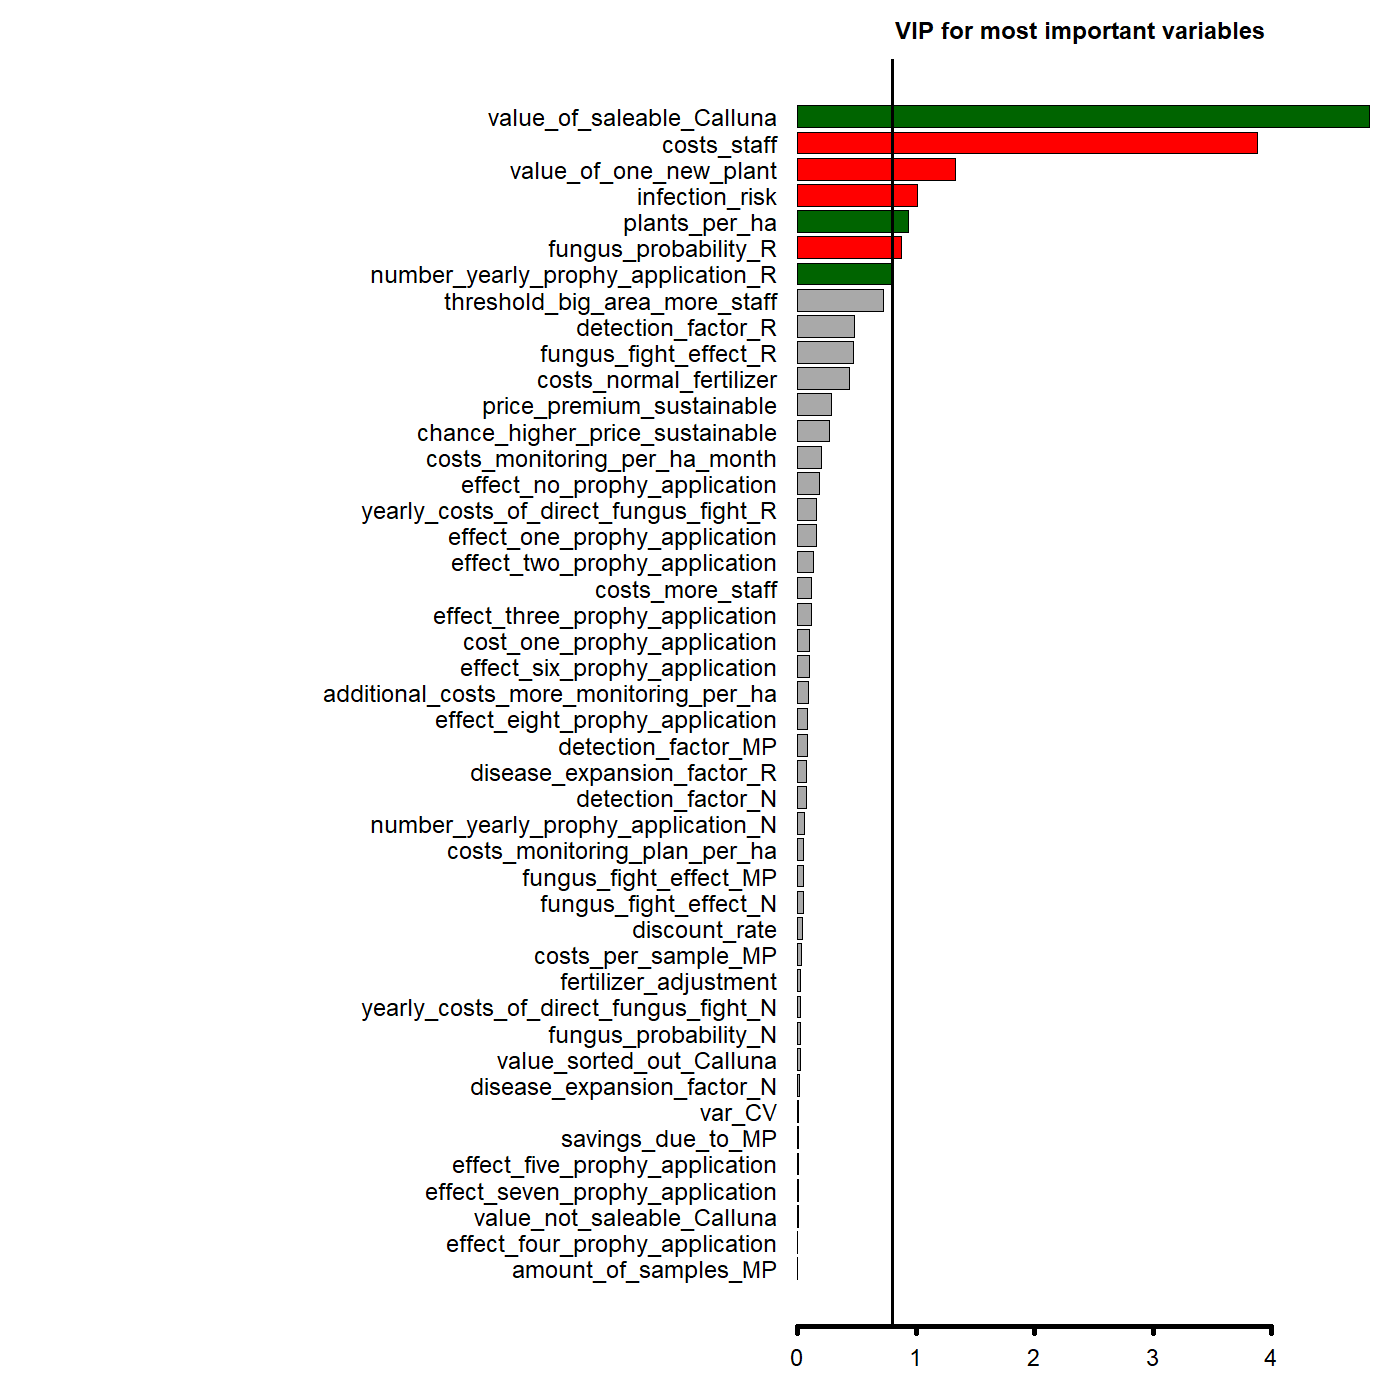 VIP for most important variables
value_of_saleable_Calluna
costs_staff
value_of_one_new_plant
infection_risk
plants_per_ha
fungus_probability_R
number_yearly_prophy_application_R
threshold_big_area_more_staff
detection_factor_R
fungus_fight_effect_R
costs_normal_fertilizer
price_premium_sustainable
chance_higher_price_sustainable
costs_monitoring_per_ha_month
effect_no_prophy_application
yearly_costs_of_direct_fungus_fight_R
effect_one_prophy_application
effect_two_prophy_application
costs_more_staff
effect_three_prophy_application
cost_one_prophy_application
effect_six_prophy_application
additional_costs_more_monitoring_per_ha
effect_eight_prophy_application
detection_factor_MP
disease_expansion_factor_R
detection_factor_N
number_yearly_prophy_application_N
costs_monitoring_plan_per_ha
fungus_fight_effect_MP
fungus_fight_effect_N
discount_rate
costs_per_sample_MP
fertilizer_adjustment
yearly_costs_of_direct_fungus_fight_N
fungus_probability_N
value_sorted_out_Calluna
disease_expansion_factor_N
var_CV
savings_due_to_MP
effect_five_prophy_application
effect_seven_prophy_application
value_not_saleable_Calluna
effect_four_prophy_application
amount_of_samples_MP
0 1 2 3 4